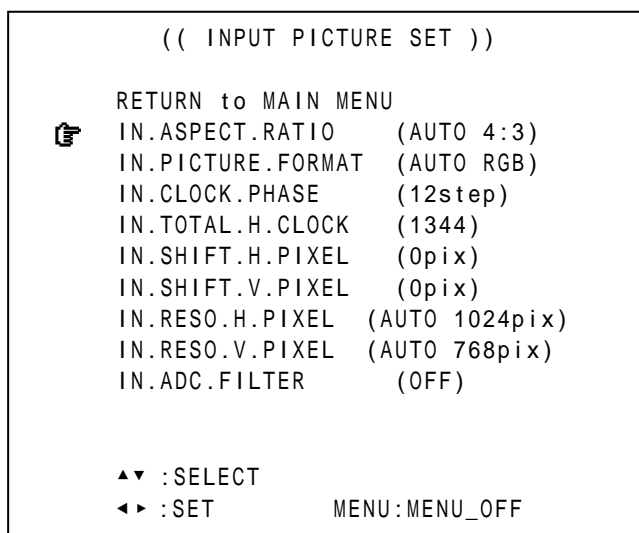 (( INPUT PICTURE SET ))
RETURN to MAIN MENU
IN.ASPECT.RATIO (AUTO 4:3)
IN.PICTURE.FORMAT (AUTO RGB)
IN.CLOCK.PHASE (12step)
IN.TOTAL.H.CLOCK (1344)
IN.SHIFT.H.PIXEL (0pix)
IN.SHIFT.V.PIXEL (0pix)
IN.RESO.H.PIXEL (AUTO 1024pix)
IN.RESO.V.PIXEL (AUTO 768pix)
IN.ADC.FILTER (OFF)
▲▼ :SELECT
◀▶ :SET MENU:MENU_OFF